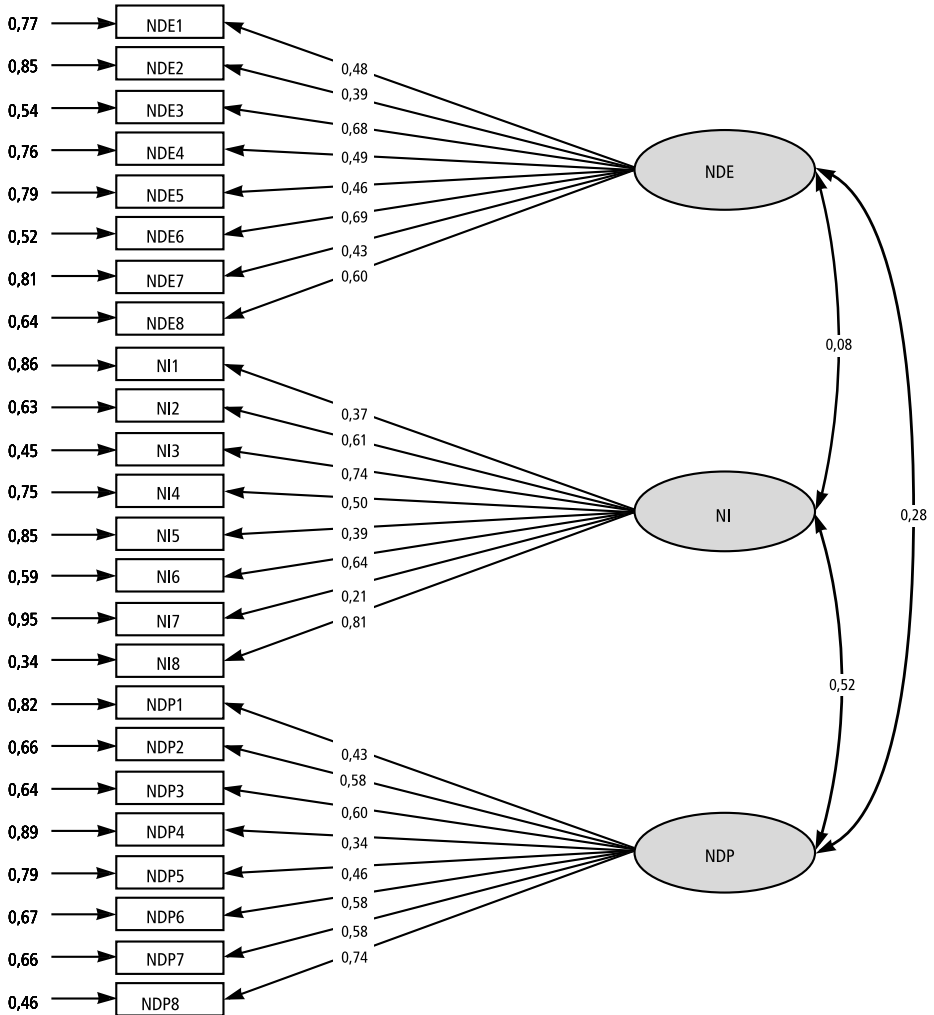 0,77 NDE1
0,48
0,85 NDE2
0,39
0,54 NDE3
0,68
0,76 NDE4
0,49
NDE
0,79 NDE5
0,46
0,52 NDE6
0,69
0,81 NDE7
0,43
0,60
0,64 NDE8
0,08
0,86 NI1
0,37
0,63 NI2
0,61
0,45 NI3
0,74
0,75 NI4
0,50
NI
0,28
0,85 NI5
0,39
0,59 NI6
0,64
0,95 NI7
0,21
0,81
0,34 NI8
0,52
0,82 NDP1
0,43
0,66 NDP2
0,58
0,64 NDP3
0,60
0,89 NDP4
0,34
NDP
0,79 NDP5
0,46
0,67 NDP6
0,58
0,66 NDP7
0,58
0,74
0,46 NDP8